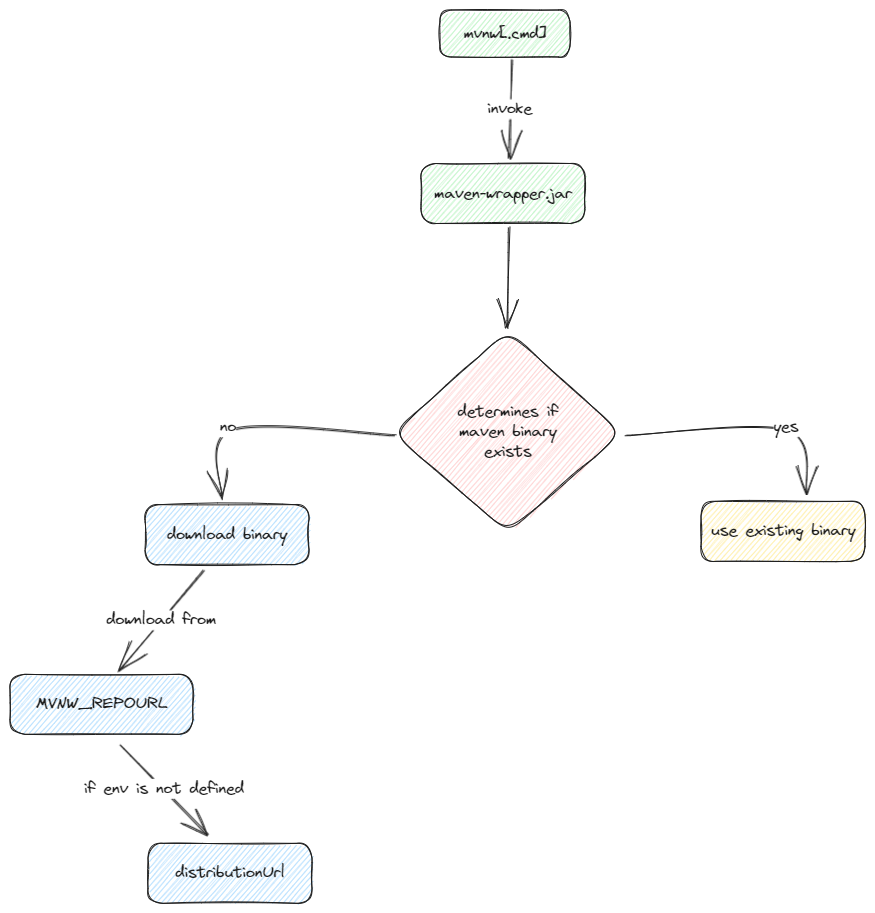 mvnw[.cmd]
invoke
maven-wrapper.jar
determines if
maven binary
exists
no
yes
download binary
use existing binary
download from
MVNW_REPOURL
if env is not defined
distributionUrl